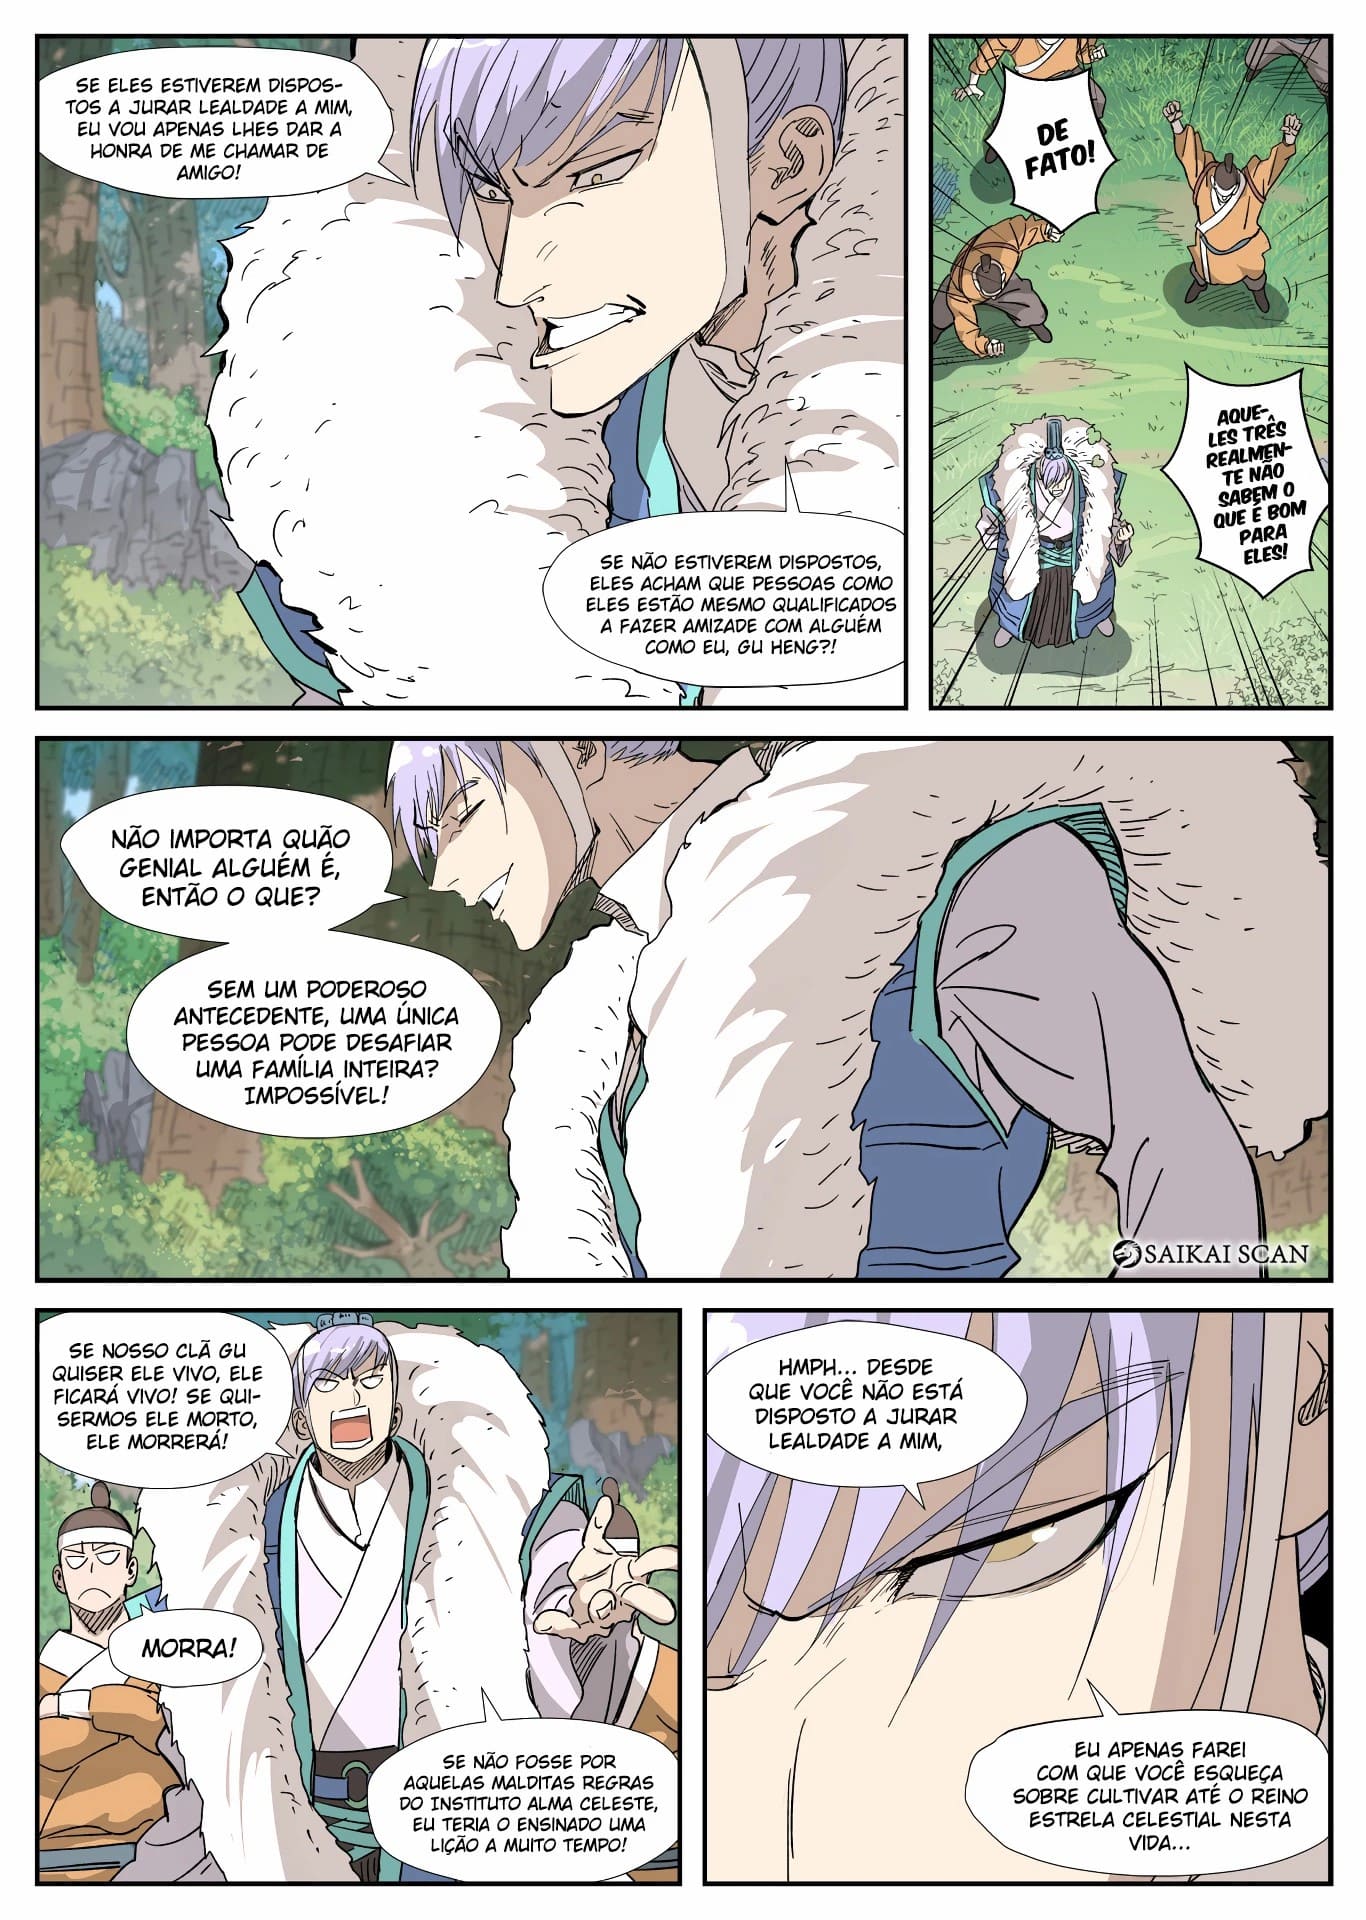 SE ELES ESTIVEREM DISPOS-
TOS A JURAR LEALDADE A MIM,
EU VOU APENAS LHES DAR A
HONRA DE ME CHAMAR DE
AMIGO!
SE NÃO ESTIVEREM DISPOSTOS,
ELES ACHAM QUE PESSOAS COMO
ELES ESTÃO MESMO QUALIFICADOS
A FAZER AMIZADE COM ALGUÉM
COMO EU, GU HENG?!
DE
FATO!
AQUE-
LES TRÊS
REALMEN-
TE NÃO
SABEM O
QUE É BOM
PARA
ELES!
NÃO IMPORTA QUÃO
GENIAL ALGUÉM É,
ENTÃO O QUE?
SEM UM PODEROSO
ANTECEDENTE, UMA ÚNICA
PESSOA PODE DESAFIAR
UMA FAMÍLIA INTEIRA?
IMPOSSÍVEL!
SAIKAI SCAN
SE NOSSO CLÃ GU
QUISER ELE VIVO, ELE
FICARÁ VIVO! SE QUI-
SERMOS ELE MORTO,
ELE MORRERÁ!
MORRA!
SE NÃO FOSSE POR
AQUELAS MALDITAS REGRAS
DO INSTITUTO ALMA CELESTE,
EU TERIA O ENSINADO UMA
LIÇÃO A MUITO TEMPO!
HMPH... DESDE
QUE VOCÊ NÃO ESTÁ
DISPOSTO A JURAR
LEALDADE A MIM,
EU APENAS FAREI
COM QUE VOCÊ ESQUEÇA
SOBRE CULTIVAR ATÉ O REINO
ESTRELA CELESTIAL NESTA
VIDA...